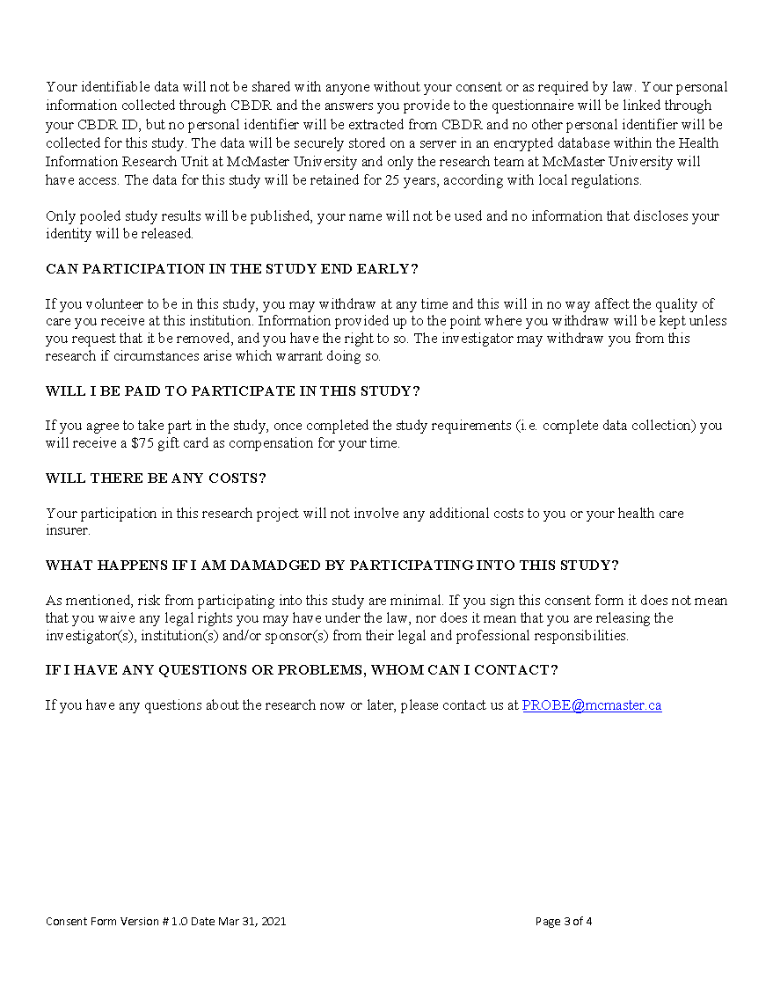 Your identifiable data will not be shared with anyone without your consent or as required by law. Your personal
information collected through CBDR and the answers you provide to the questionnaire will be linked through
your CBDR ID, but no personal identifier will be extracted from CBDR and no other personal identifier will be
collected for this study. The data will be securely stored on a server in an encrypted database within the Health
Information Research Unit at McMaster University and only the research team at McMaster University will
have access. The data for this study will be retained for 25 years, according with local regulations.
Only pooled study results will be published, your name will not be used and no information that discloses your
identity will be released.
CAN PARTICIPATION IN THE STUDY END EARLY?
If you volunteer to be in this study, you may withdraw at any time and this will in no way affect the quality of
care you receive at this institution. Information provided up to the point where you withdraw will be kept unless
you request that it be removed, and you have the right to so. The investigator may withdraw you from this
research if circumstances arise which warrant doing so.
WILL I BE PAID TO PARTICIPATE IN THIS STUDY?
If you agree to take part in the study, once completed the study requirements (i.e. complete data collection) you
will receive a $75 gift card as compensation for your time.
WILL THERE BE ANY COSTS?
Your participation in this research project will not involve any additional costs to you or your health care
insurer.
WHAT HAPPENS IF I AM DAMADGED BY PARTICIPATING INTO THIS STUDY?
As mentioned, risk from participating into this study are minimal. If you sign this consent form it does not mean
that you waive any legal rights you may have under the law, nor does it mean that you are releasing the
investigator(s), institution(s) and/or sponsor(s) from their legal and professional responsibilities.
IF I HAVE ANY QUESTIONS OR PROBLEMS, WHOM CAN I CONTACT?
If you have any questions about the research now or later, please contact us at PROBE@mcmaster.ca
Consent Form Version # 1.0 Date Mar 31, 2021 Page 3 of 4